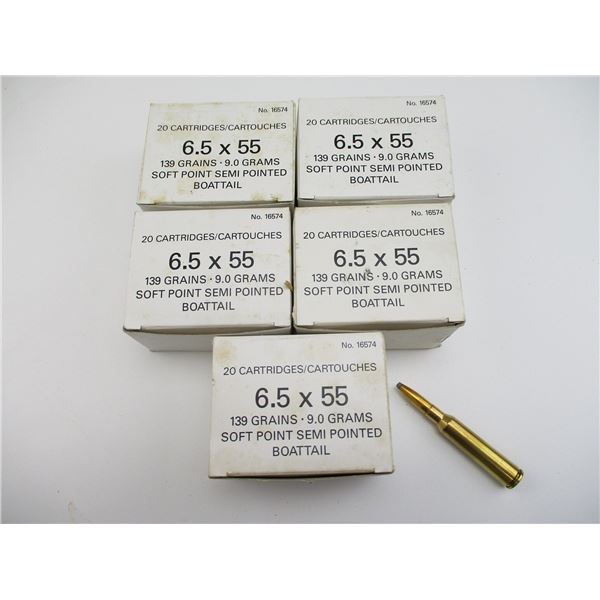 No. 16574
20 CARTRIDGES/CARTOUCHES
6.5 x 55
139 GRAINS · 9.0 GRAMS
SOFT POINT SEMI POINTED
BOATTAIL
No. 16574
20 CARTRIDGES/CARTOUCHES
6.5 x 55
139 GRAINS · 9.0 GRAMS
SOFT POINT SEMI POINTED
BOATTAIL
No. 16574
20 CARTRIDGES/CARTOUCHES
6.5 x 55
139 GRAINS · 9.0 GRAMS
SOFT POINT SEMI POINTED
BOATTAIL
No. 16574
20 CARTRIDGES/CARTOUCHES
6.5 x 55
139 GRAINS · 9.0 GRAMS
SOFT POINT SEMI POINTED
BOATTAIL
No. 16574
20 CARTRIDGES/CARTOUCHES
6.5 x 55
139 GRAINS · 9.0 GRAMS
SOFT POINT SEMI POINTED
BOATTAIL